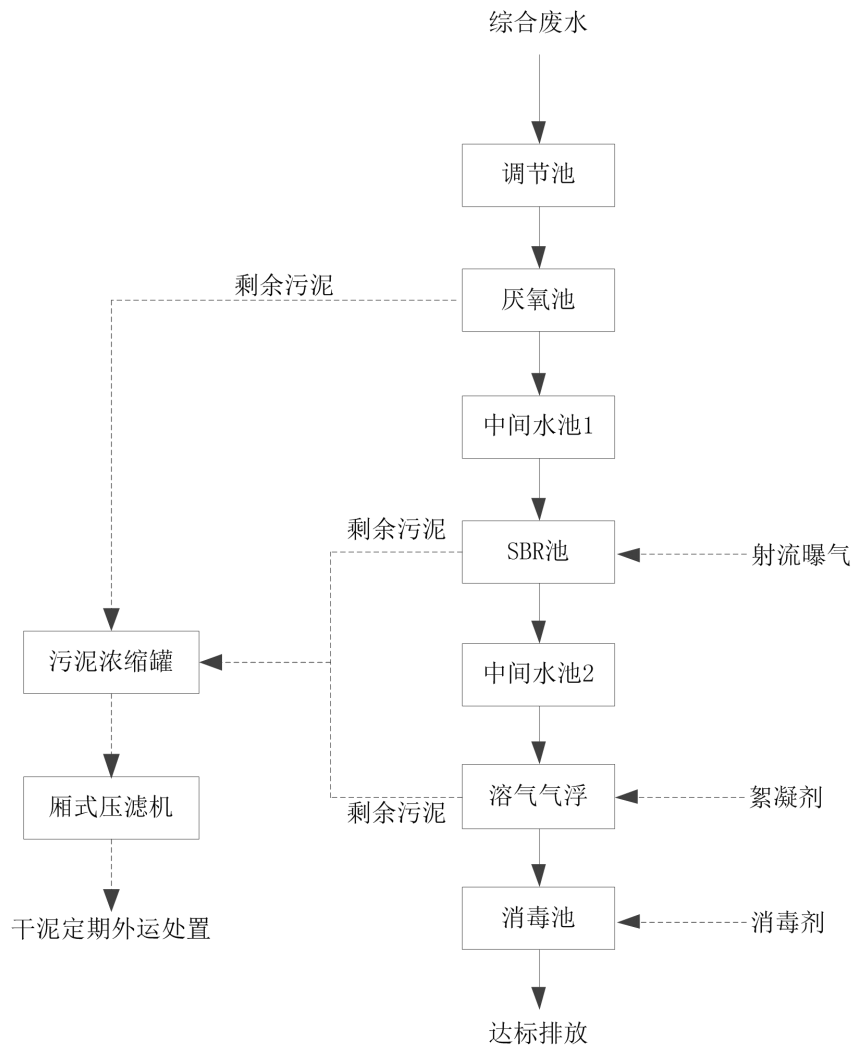 综合废水
调节池
剩余污泥
厌氧池
中间水池1
剩余污泥
SBR池
射流曝气
污泥浓缩罐
中间水池2
厢式压滤机
剩余污泥
溶气气浮
絮凝剂
消毒池
消毒剂
干泥定期外运处置
达标排放